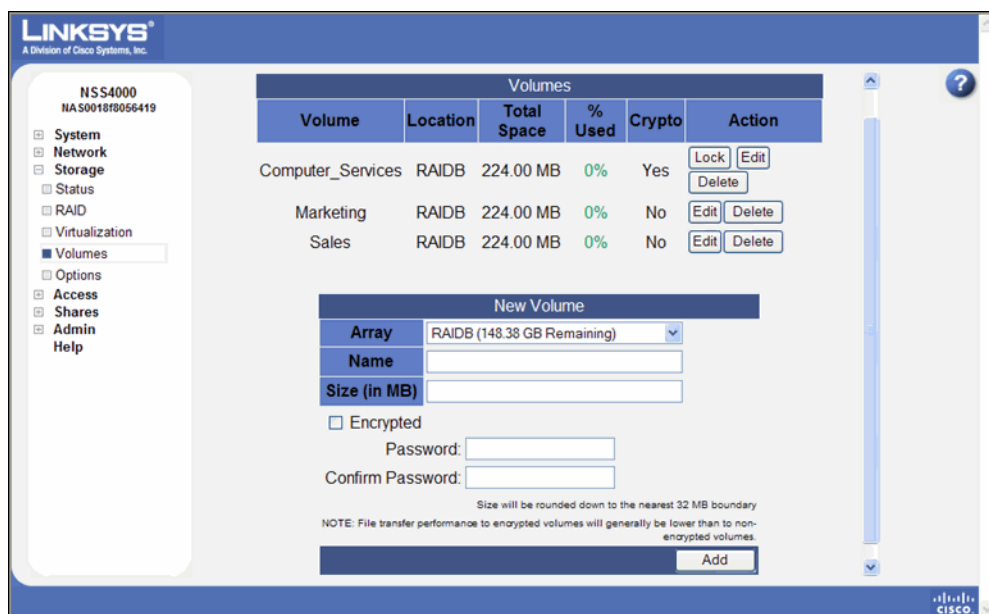 LINKSYS®
A Division of Cisco Systems, Inc.
NSS4000
NAS0018f8056419
System
Network
Storage
Status
RAID
Virtualization
Volumes
Options
Access
Shares
Admin
Help
Volumes
Volume Location Total Space % Used Crypto Action
Computer_Services RAIDB 224.00 MB 0% Yes Lock Edit Delete
Marketing RAIDB 224.00 MB 0% No Edit Delete
Sales RAIDB 224.00 MB 0% No Edit Delete
New Volume
Array RAIDB (148.38 GB Remaining)
Name
Size (in MB)
Encrypted
Password:
Confirm Password:
Size will be rounded down to the nearest 32 MB boundary
NOTE: File transfer performance to encrypted volumes will generally be lower than to non-
encrypted volumes.
Add
?
CISCO.